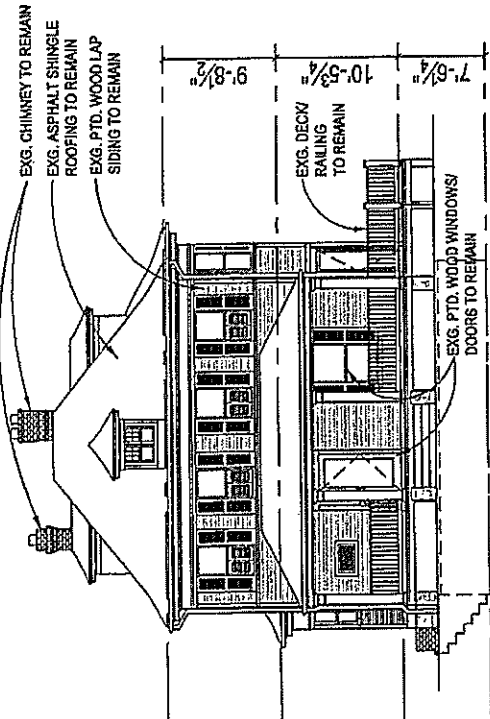 EXG. CHIMNEY TO REMAIN
EXG. ASPHALT SHINGLE
ROOFING TO REMAIN
EXG. PTD. WOOD LAP
SIDING TO REMAIN
9'-8½"
10'-5¾"
7'-6¼"
EXG. DECK/
RAILING
TO REMAIN
EXG. PTD. WOOD WINDOWS/
DOORS TO REMAIN